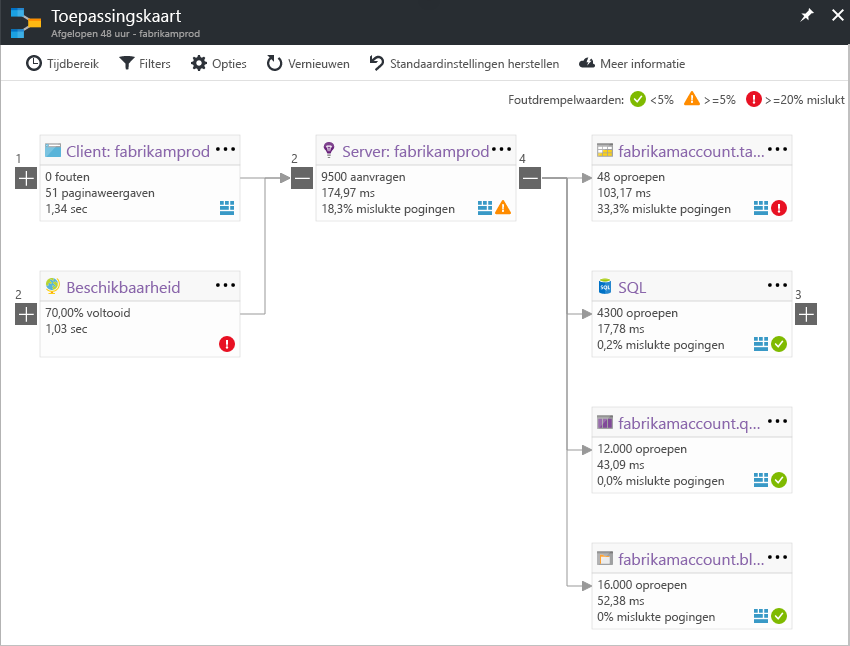 Toepassingskaart
Afgelopen 48 uur - fabrikamprod
Tijdbereik Filters Opties Vernieuwen Standaardinstellingen herstellen Meer informatie
Foutdrempelwaarden: <5% >=5% >=20% mislukt
1
Client: fabrikamprod
0 fouten
51 paginaweergaven
1,34 sec
2
Beschikbaarheid
70,00% voltooid
1,03 sec
2
Server: fabrikamprod
9500 aanvragen
174,97 ms
18,3% mislukte pogingen
4
fabrikamaccount.ta...
48 oproepen
103,17 ms
33,3% mislukte pogingen
SQL
4300 oproepen
17,78 ms
0,2% mislukte pogingen
3
fabrikamaccount.q...
12.000 oproepen
43,09 ms
0,0% mislukte pogingen
fabrikamaccount.bl...
16.000 oproepen
52,38 ms
0% mislukte pogingen